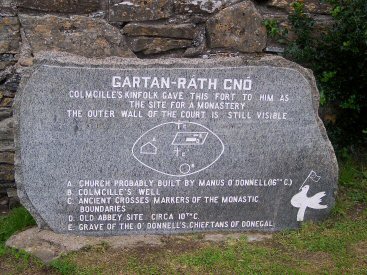 GARTAN-RATH CNÓ
COLMCILLE'S KINFOLK GAVE THIS FORT TO HIM AS
THE SITE FOR A MONASTERY
THE OUTER WALL OF THE COURT IS STILL VISIBLE
A. CHURCH PROBABLY BUILT BY MANUS O'DONNELL (16TH C)
B. COLMCILLE'S WELL
C. ANCIENT CROSSES MARKERS OF THE MONASTIC
BOUNDARIES
D. OLD ABBEY SITE CIRCA 10TH C.
E. GRAVE OF THE O'DONNELL'S, CHIEFTANS OF DONEGAL